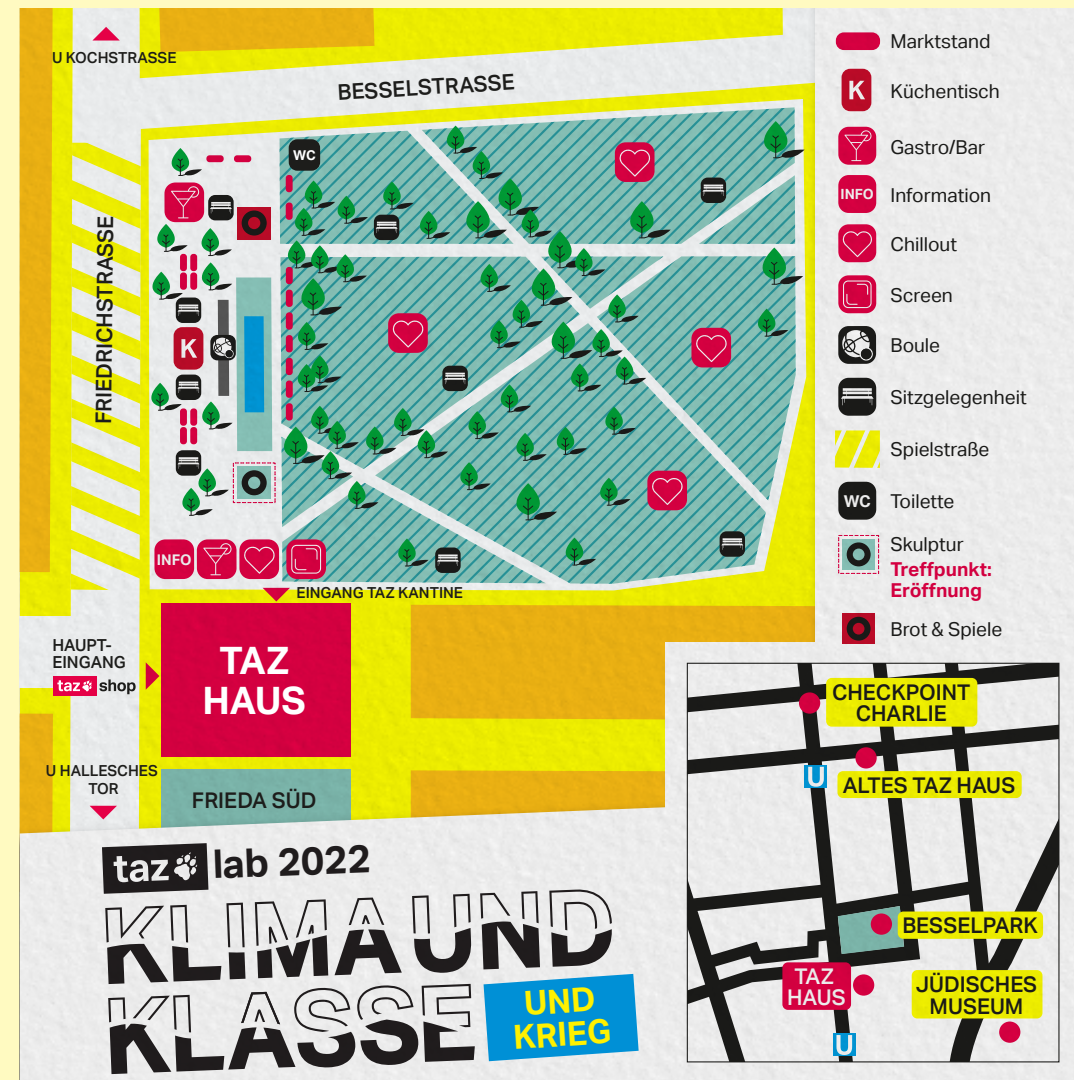 U KOCHSTRASSE
BESSELSTRASSE
FRIEDRICHSTRASSE
WC
K
INFO
EINGANG TAZ KANTINE
HAUPT-
EINGANG
taz shop
TAZ
HAUS
U HALLESCHES
TOR
FRIEDA SÜD
Marktstand
K Küchentisch
Gastro/Bar
INFO Information
Chillout
Screen
Boule
Sitzgelegenheit
Spielstraße
WC Toilette
Skulptur
Treffpunkt:
Eröffnung
Brot & Spiele
CHECKPOINT
CHARLIE
U
ALTES TAZ HAUS
BESSELPARK
TAZ
HAUS
JÜDISCHES
MUSEUM
U
taz lab 2022
KLIMA UND
KLASSE
UND
KRIEG